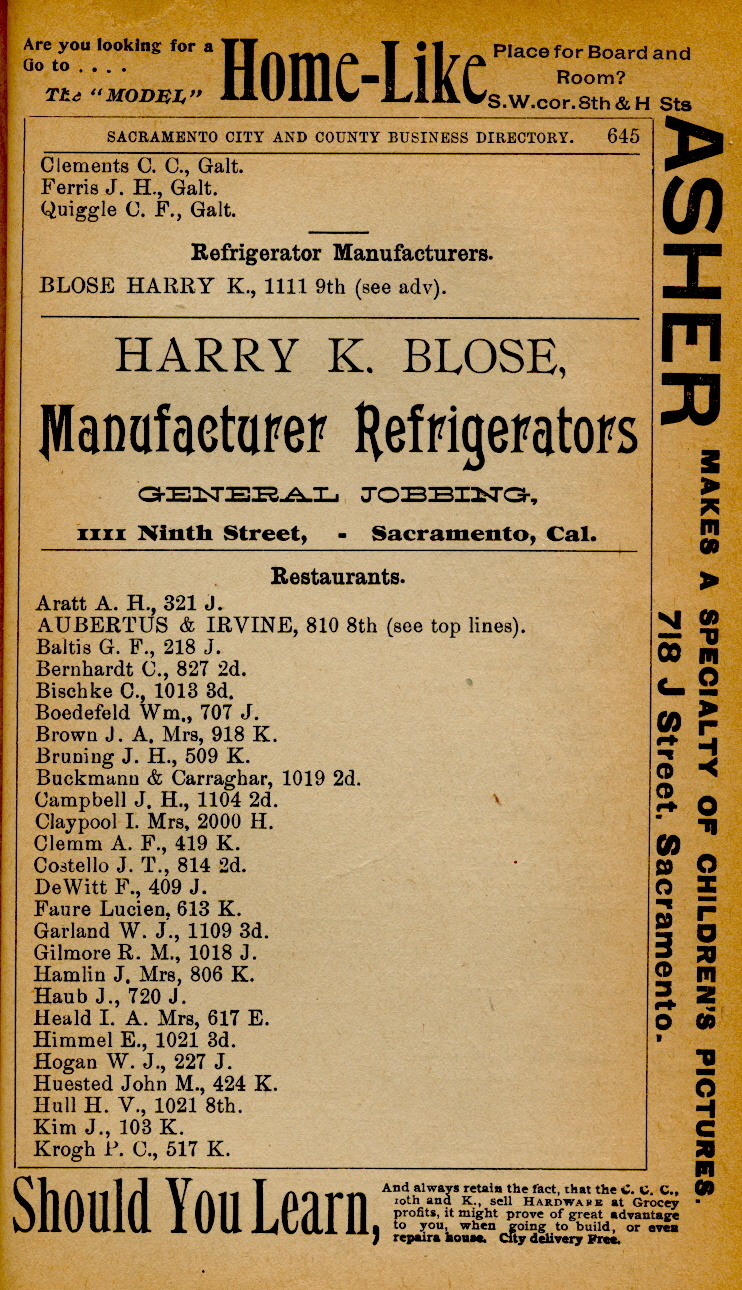 Are you looking for a
Go to . . . .
The "MODEL"
Home-Like
Place for Board and
Room?
S.W.cor. 8th & H Sts
SACRAMENTO CITY AND COUNTY BUSINESS DIRECTORY. 645
Clements C. C., Galt.
Ferris J. H., Galt.
Quiggle C. F., Galt.
Refrigerator Manufacturers.
BLOSE HARRY K., 1111 9th (see adv).
HARRY K. BLOSE,
Manufacturer Refrigerators
GENERAL JOBBING,
1111 Ninth Street, - Sacramento, Cal.
Restaurants.
Aratt A. H., 321 J.
AUBERTUS & IRVINE, 810 8th (see top lines).
Baltis G. F., 218 J.
Bernhardt C., 827 2d.
Bischke C., 1013 3d.
Boedefeld Wm., 707 J.
Brown J. A. Mrs, 918 K.
Bruning J. H., 509 K.
Buckmann & Carraghar, 1019 2d.
Campbell J. H., 1104 2d.
Claypool I. Mrs, 2000 H.
Clemm A. F., 419 K.
Costello J. T., 814 2d.
DeWitt F., 409 J.
Faure Lucien, 613 K.
Garland W. J., 1109 3d.
Gilmore R. M., 1018 J.
Hamlin J. Mrs, 806 K.
Haub J., 720 J.
Heald I. A. Mrs, 617 E.
Himmel E., 1021 3d.
Hogan W. J., 227 J.
Huested John M., 424 K.
Hull H. V., 1021 8th.
Kim J., 103 K.
Krogh P. C., 517 K.
ASHER
MAKES A SPECIALTY OF CHILDREN'S PICTURES.
718 J Street. Sacramento.
Should You Learn,
And always retain the fact, that the C. C. C.,
10th and K., sell HARDWARE at Grocey
profits, it might prove of great advantage
to you, when going to build, or even
repaira house. City delivery Free.